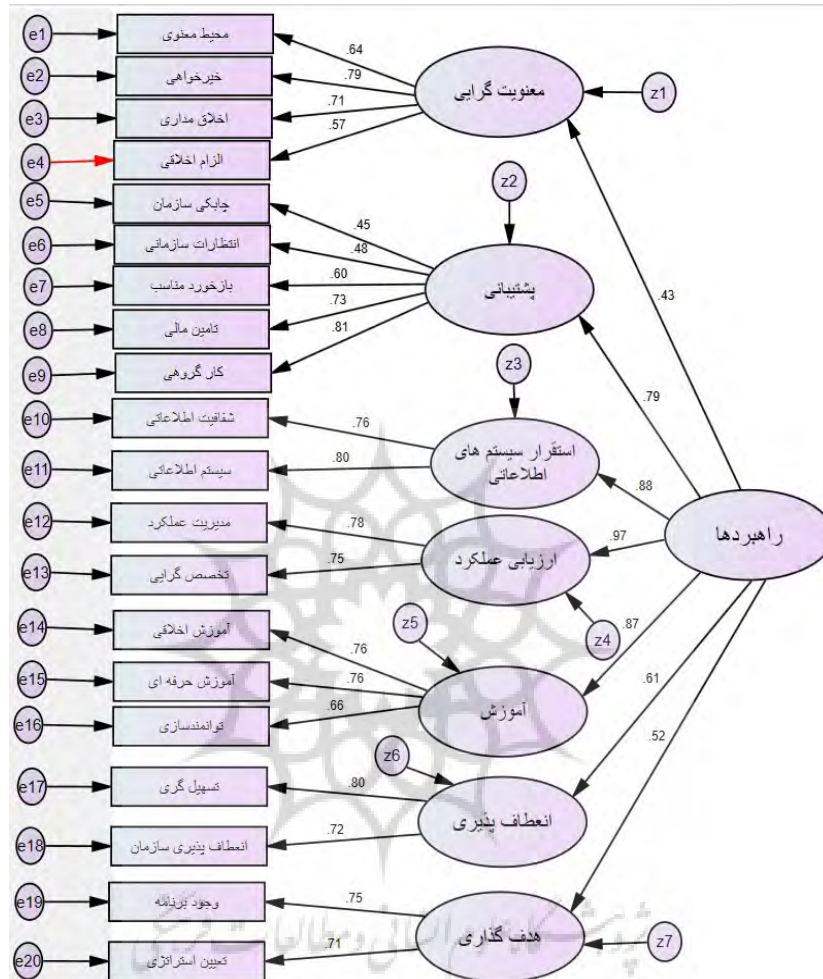 e1
محیط معنوی
.64
e2
خیرخواهی
.79
معنویت گرایی
z1
e3
اخلاق مداری
.71
e4
الزام اخلاقی
.57
z2
e5
چابکی سازمان
.45
e6
انتظارات سازمانی
.48
e7
بازخورد مناسب
.60
پشتیبانی
.43
e8
تامین مالی
.73
e9
کار گروهی
.81
z3
.79
e10
شفافیت اطلاعاتی
.76
استقرار سیستم های
اطلاعاتی
e11
سیستم اطلاعاتی
.80
.88
e12
مدیریت عملکرد
.78
ارزیابی عملکرد
.97
راهبردها
e13
تخصص گرایی
.75
z4
e14
آموزش اخلاقی
.76
z5
.87
e15
آموزش حرفه ای
.76
آموزش
.61
e16
توانمندسازی
.66
.52
z6
e17
تسهیل گری
.80
انعطاف پذیری
e18
انعطاف پذیری سازمان
.72
e19
وجود برنامه
.75
هدف گذاری
z7
e20
تعیین استراتژی
.71
پژوهشگاه علوم انسانی و مطالعات فرهنگی